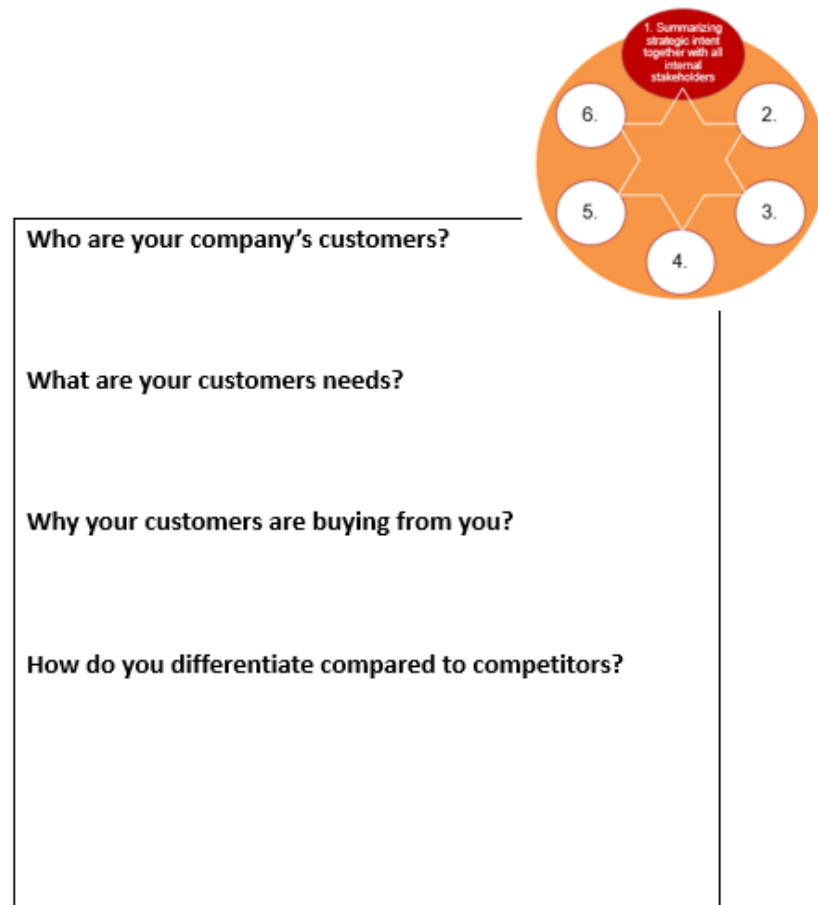 1. Summarizing
strategic intent
together with all
internal
stakeholders
6.
2.
5.
3.
4.
Who are your company’s customers?
What are your customers needs?
Why your customers are buying from you?
How do you differentiate compared to competitors?